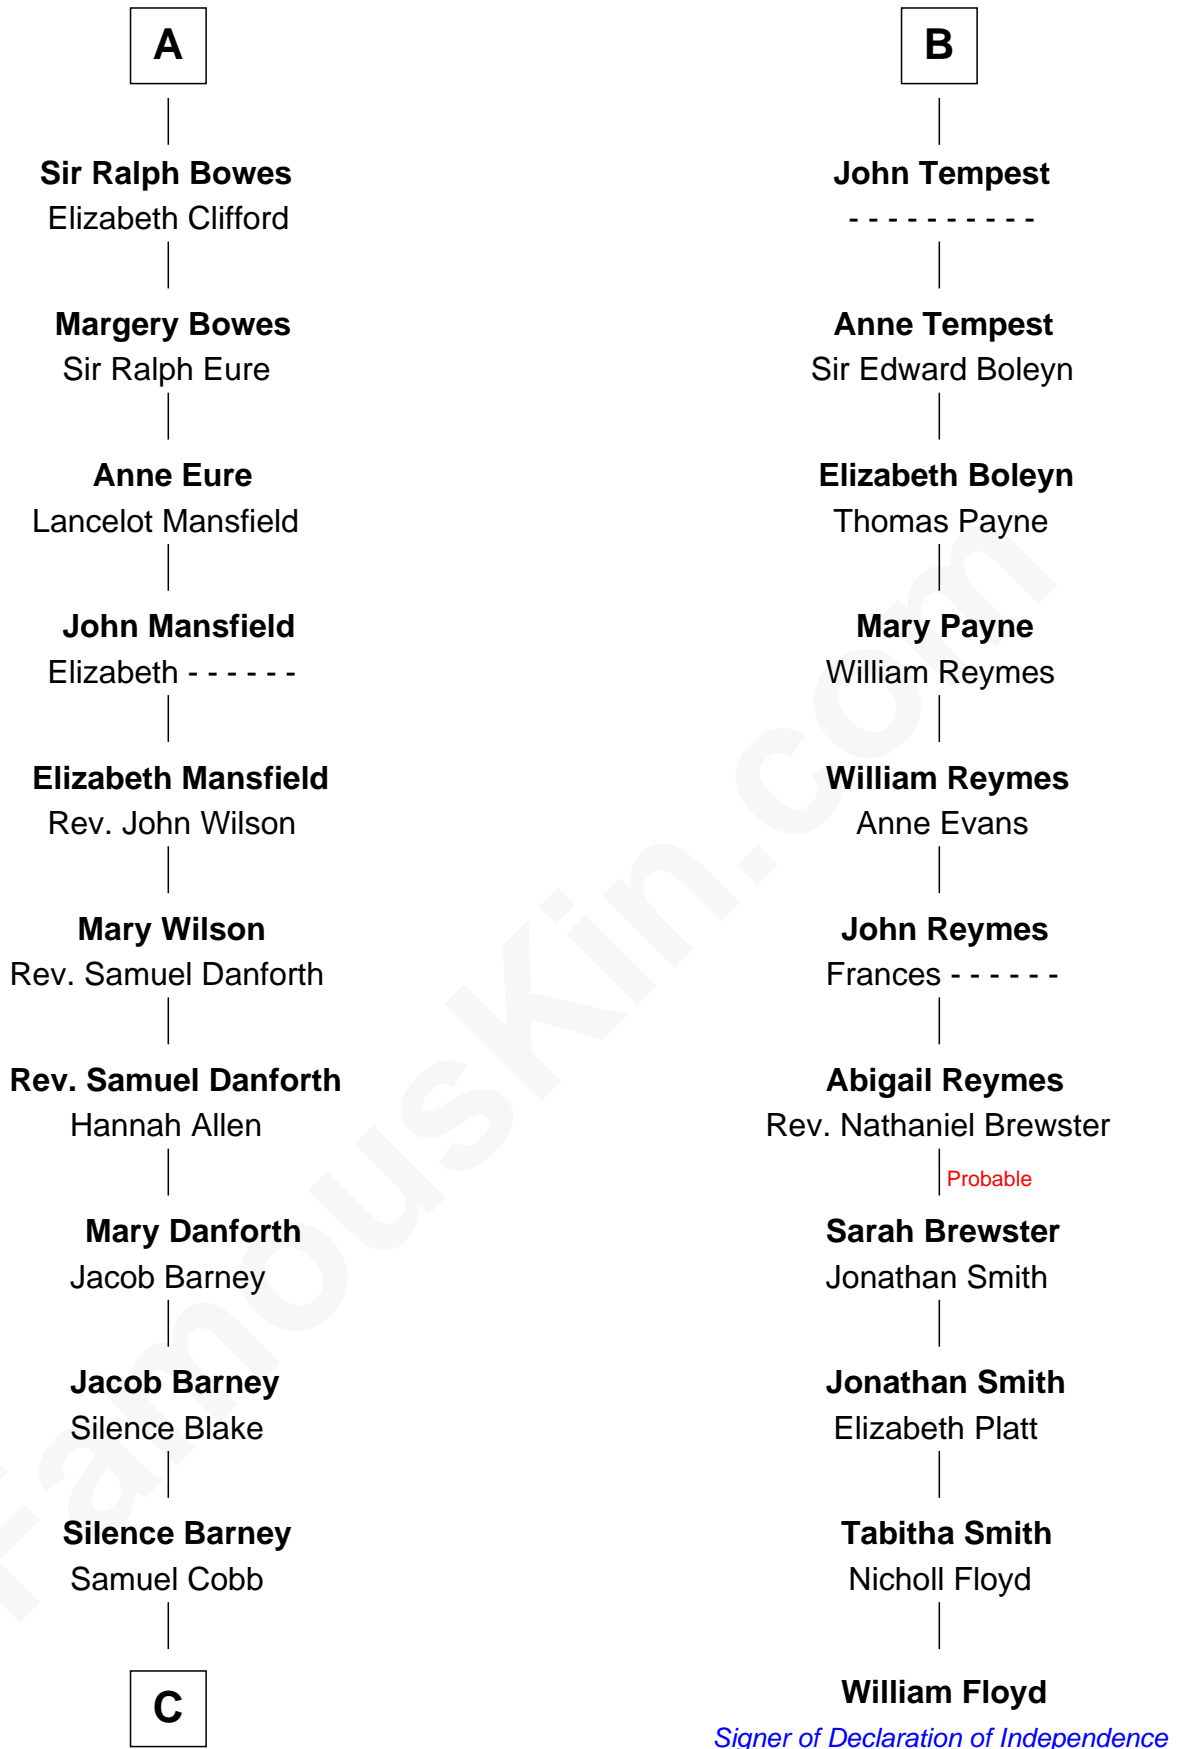 A
Sir Ralph Bowes
Elizabeth Clifford
Margery Bowes
Sir Ralph Eure
Anne Eure
Lancelot Mansfield
John Mansfield
Elizabeth - - - - - -
Elizabeth Mansfield
Rev. John Wilson
Mary Wilson
Rev. Samuel Danforth
Rev. Samuel Danforth
Hannah Allen
Mary Danforth
Jacob Barney
Jacob Barney
Silence Blake
Silence Barney
Samuel Cobb
C
B
John Tempest
- - - - - - - - - -
Anne Tempest
Sir Edward Boleyn
Elizabeth Boleyn
Thomas Payne
Mary Payne
William Reymes
William Reymes
Anne Evans
John Reymes
Frances - - - - - -
Abigail Reymes
Rev. Nathaniel Brewster
Probable
Sarah Brewster
Jonathan Smith
Jonathan Smith
Elizabeth Platt
Tabitha Smith
Nicholl Floyd
William Floyd
Signer of Declaration of Independence
FamousKin.com